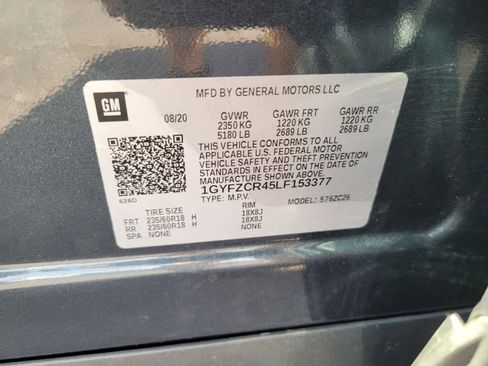 GM
MFD BY GENERAL MOTORS LLC
08/20 GVWR GAWR FRT GAWR RR
2350 KG 1220 KG 1220 KG
5180 LB 2689 LB 2689 LB
THIS VEHICLE CONFORMS TO ALL
APPLICABLE U.S. FEDERAL MOTOR
VEHICLE SAFETY AND THEFT PREVENTION
STANDARDS IN EFFECT ON THE DATE OF
MANUFACTURE SHOWN ABOVE.
1GYFZCR45LF153377
626D TYPE: M.P.V. MODEL: 576ZC26
TIRE SIZE RIM
FRT 235/60R18 H 18X8J
RR 235/60R18 H 18X8J
SPA NONE NONE